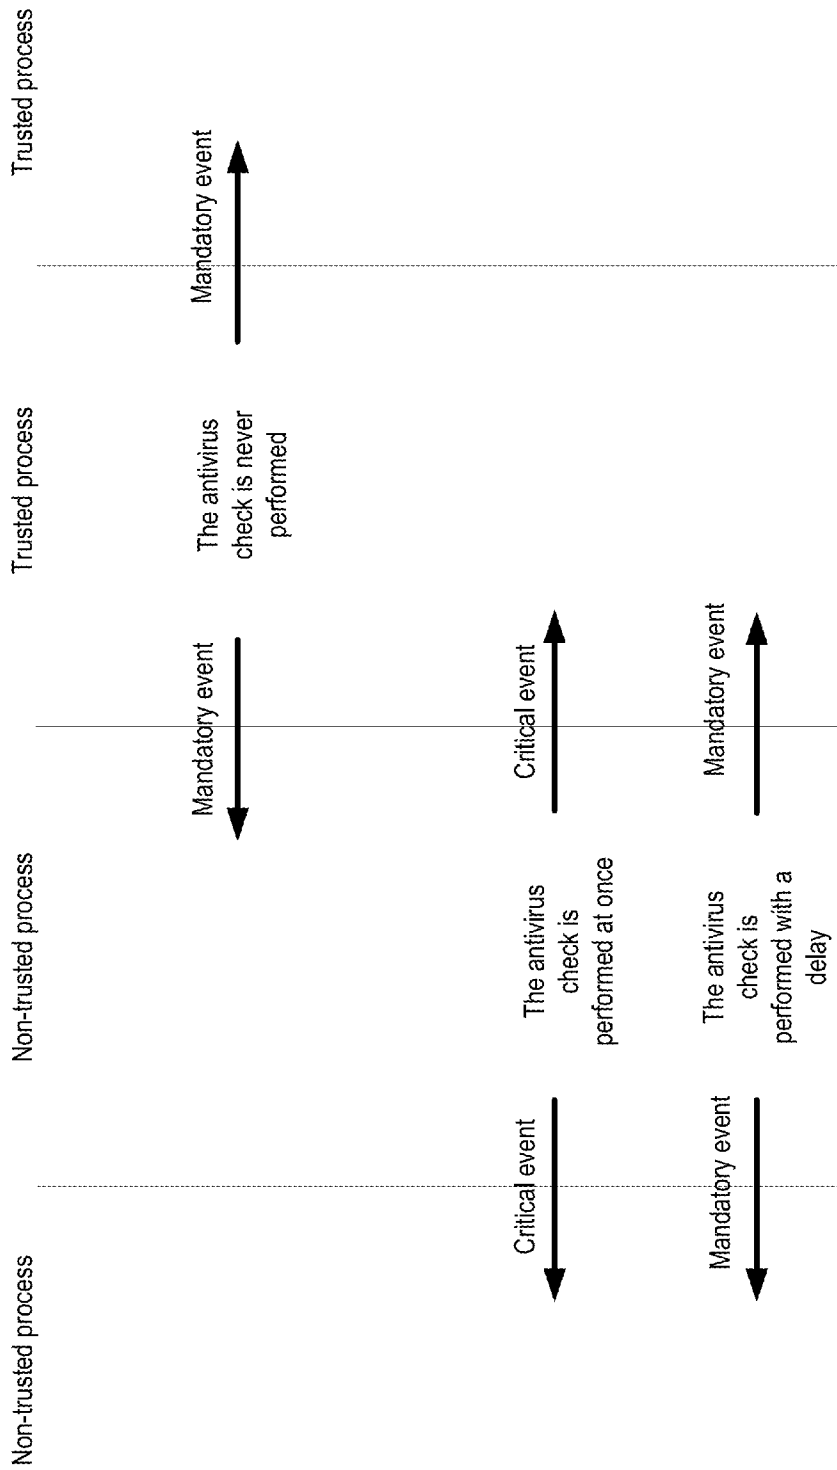 Non-trusted process
Non-trusted process
Trusted process
Trusted process
Mandatory event
The antivirus
check is never
performed
Mandatory event
Critical event
The antivirus
check is
performed at once
Critical event
Mandatory event
The antivirus
check is
performed with a
delay
Mandatory event